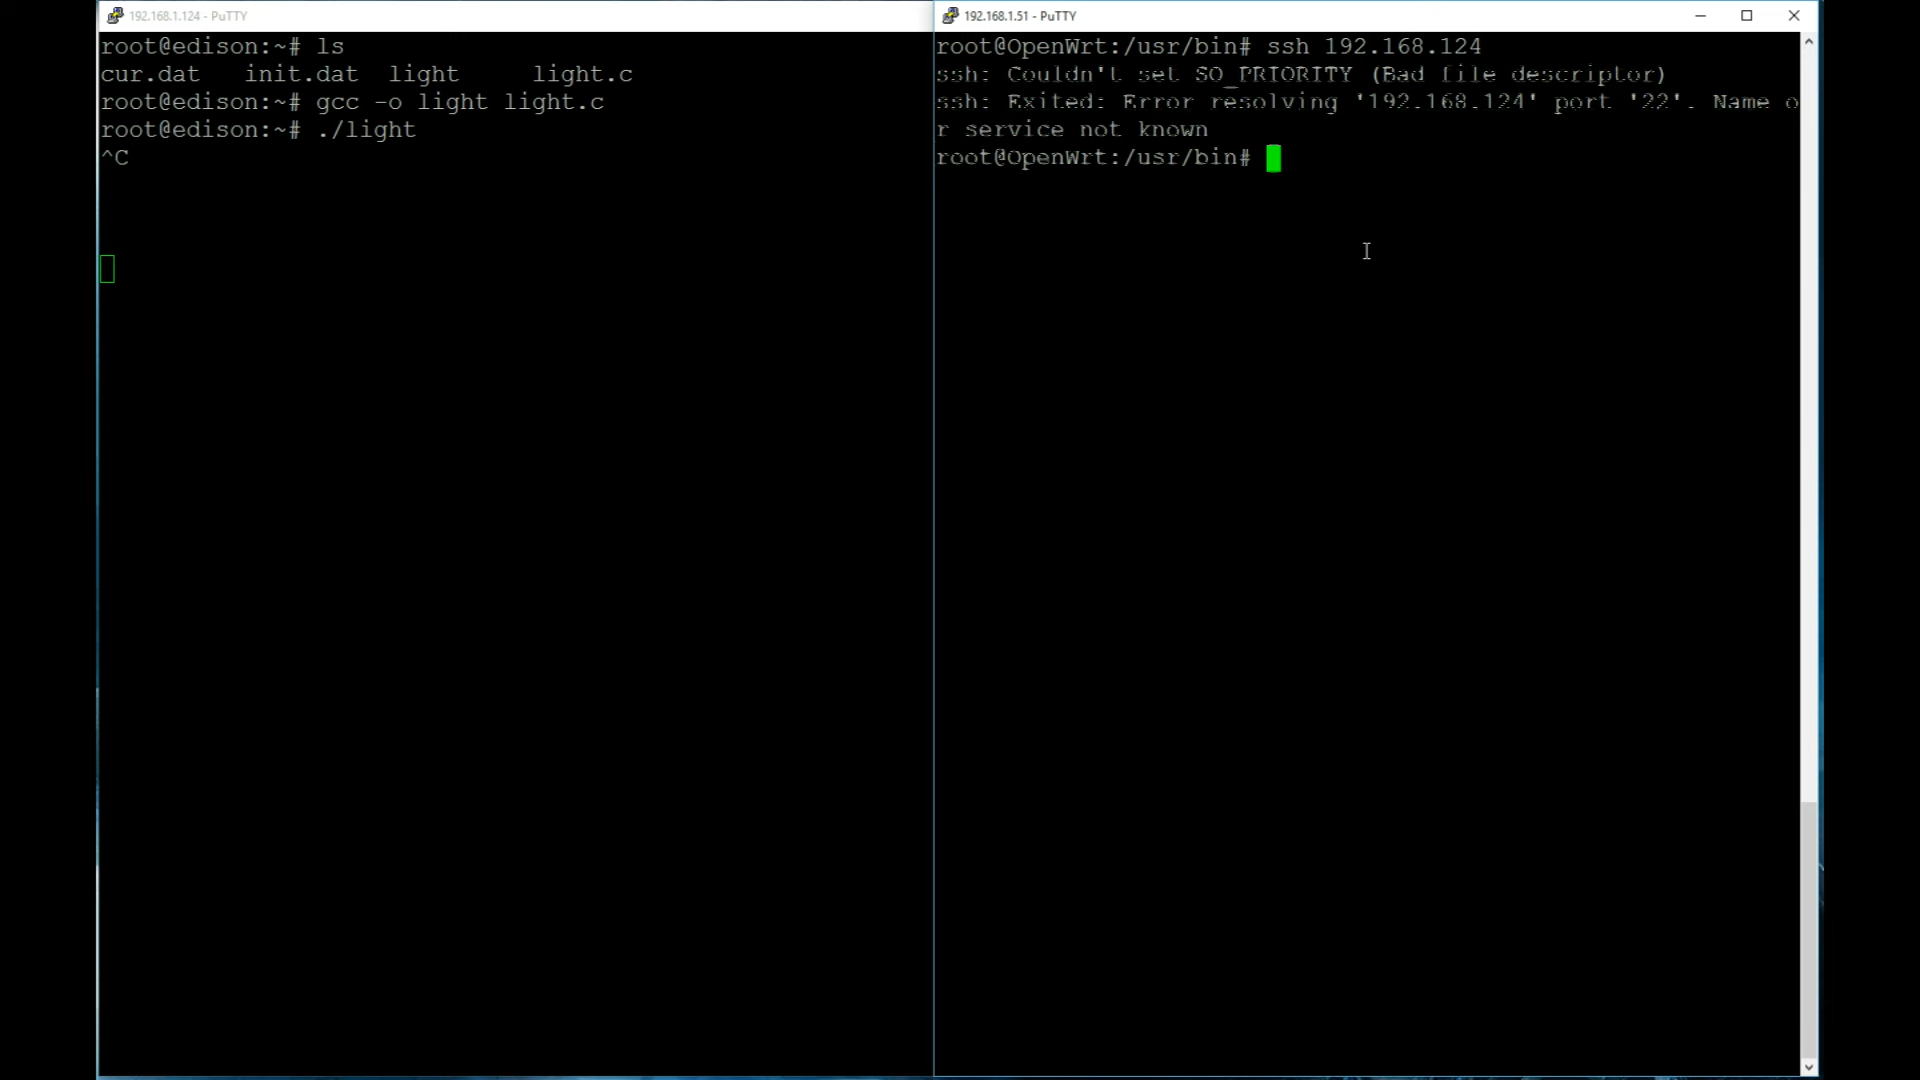 192.168.1.124 - PuTTY
root@edison:~# ls
cur.dat   init.dat  light     light.c
root@edison:~# gcc -o light light.c
root@edison:~# ./light
^C
192.168.1.51 - PuTTY
root@OpenWrt:/usr/bin# ssh 192.168.124
ssh: Couldn't set SO_PRIORITY (Bad file descriptor)
ssh: Exited: Error resolving '192.168.124' port '22'. Name o
r service not known
root@OpenWrt:/usr/bin#